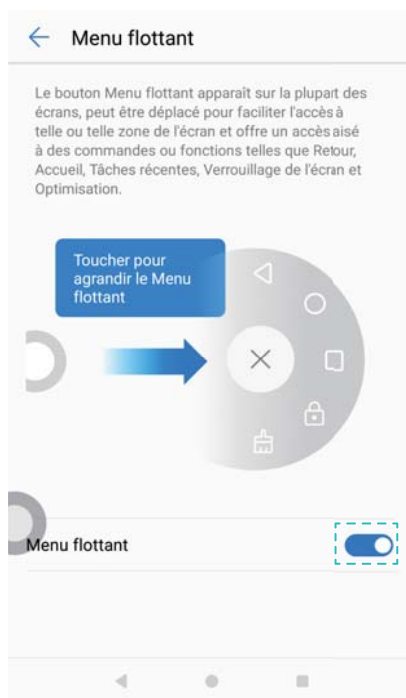 Menu flottant
Le bouton Menu flottant apparaît sur la plupart des
écrans, peut être déplacé pour faciliter l'accès à
telle ou telle zone de l'écran et offre un accès aisé
à des commandes ou fonctions telles que Retour,
Accueil, Tâches récentes, Verrouillage de l'écran et
Optimisation.
Toucher pour
agrandir le Menu
flottant
Menu flottant